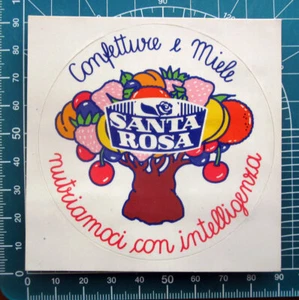 Confetture e Miele
SANTA
ROSA
nutriamoci con intelligenza